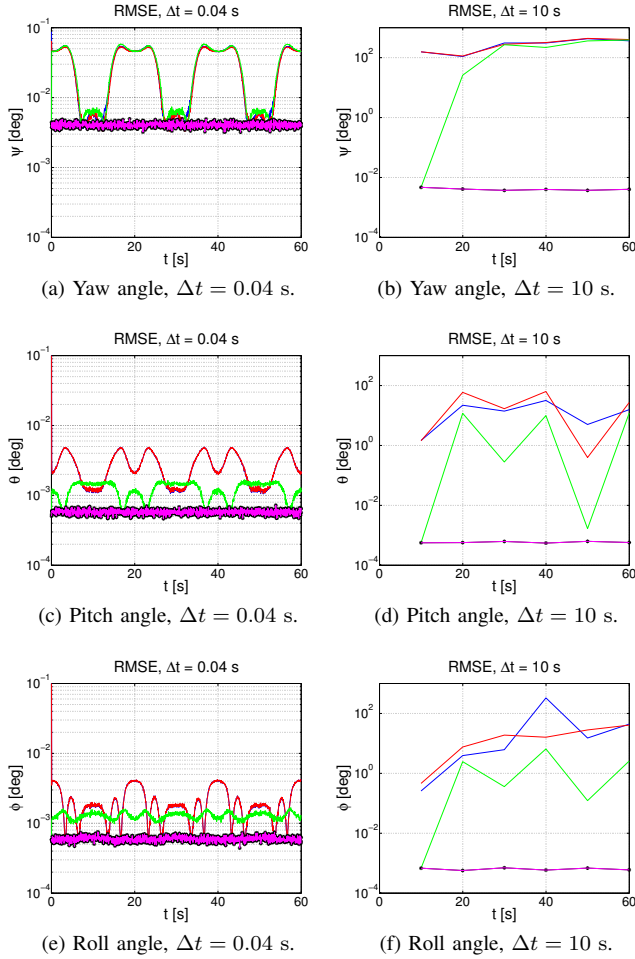 RMSE, Δt = 0.04 s
RMSE, Δt = 10 s
10^-1
10^-2
10^-3
10^-4
ψ [deg]
0 20 40 60
t [s]
10^2
10^0
10^-2
10^-4
ψ [deg]
0 20 40 60
t [s]
(a) Yaw angle, Δt = 0.04 s.
(b) Yaw angle, Δt = 10 s.
RMSE, Δt = 0.04 s
RMSE, Δt = 10 s
10^-1
10^-2
10^-3
10^-4
θ [deg]
0 20 40 60
t [s]
10^2
10^0
10^-2
10^-4
θ [deg]
0 20 40 60
t [s]
(c) Pitch angle, Δt = 0.04 s.
(d) Pitch angle, Δt = 10 s.
RMSE, Δt = 0.04 s
RMSE, Δt = 10 s
10^-1
10^-2
10^-3
10^-4
ϕ [deg]
0 20 40 60
t [s]
10^2
10^0
10^-2
10^-4
ϕ [deg]
0 20 40 60
t [s]
(e) Roll angle, Δt = 0.04 s.
(f) Roll angle, Δt = 10 s.